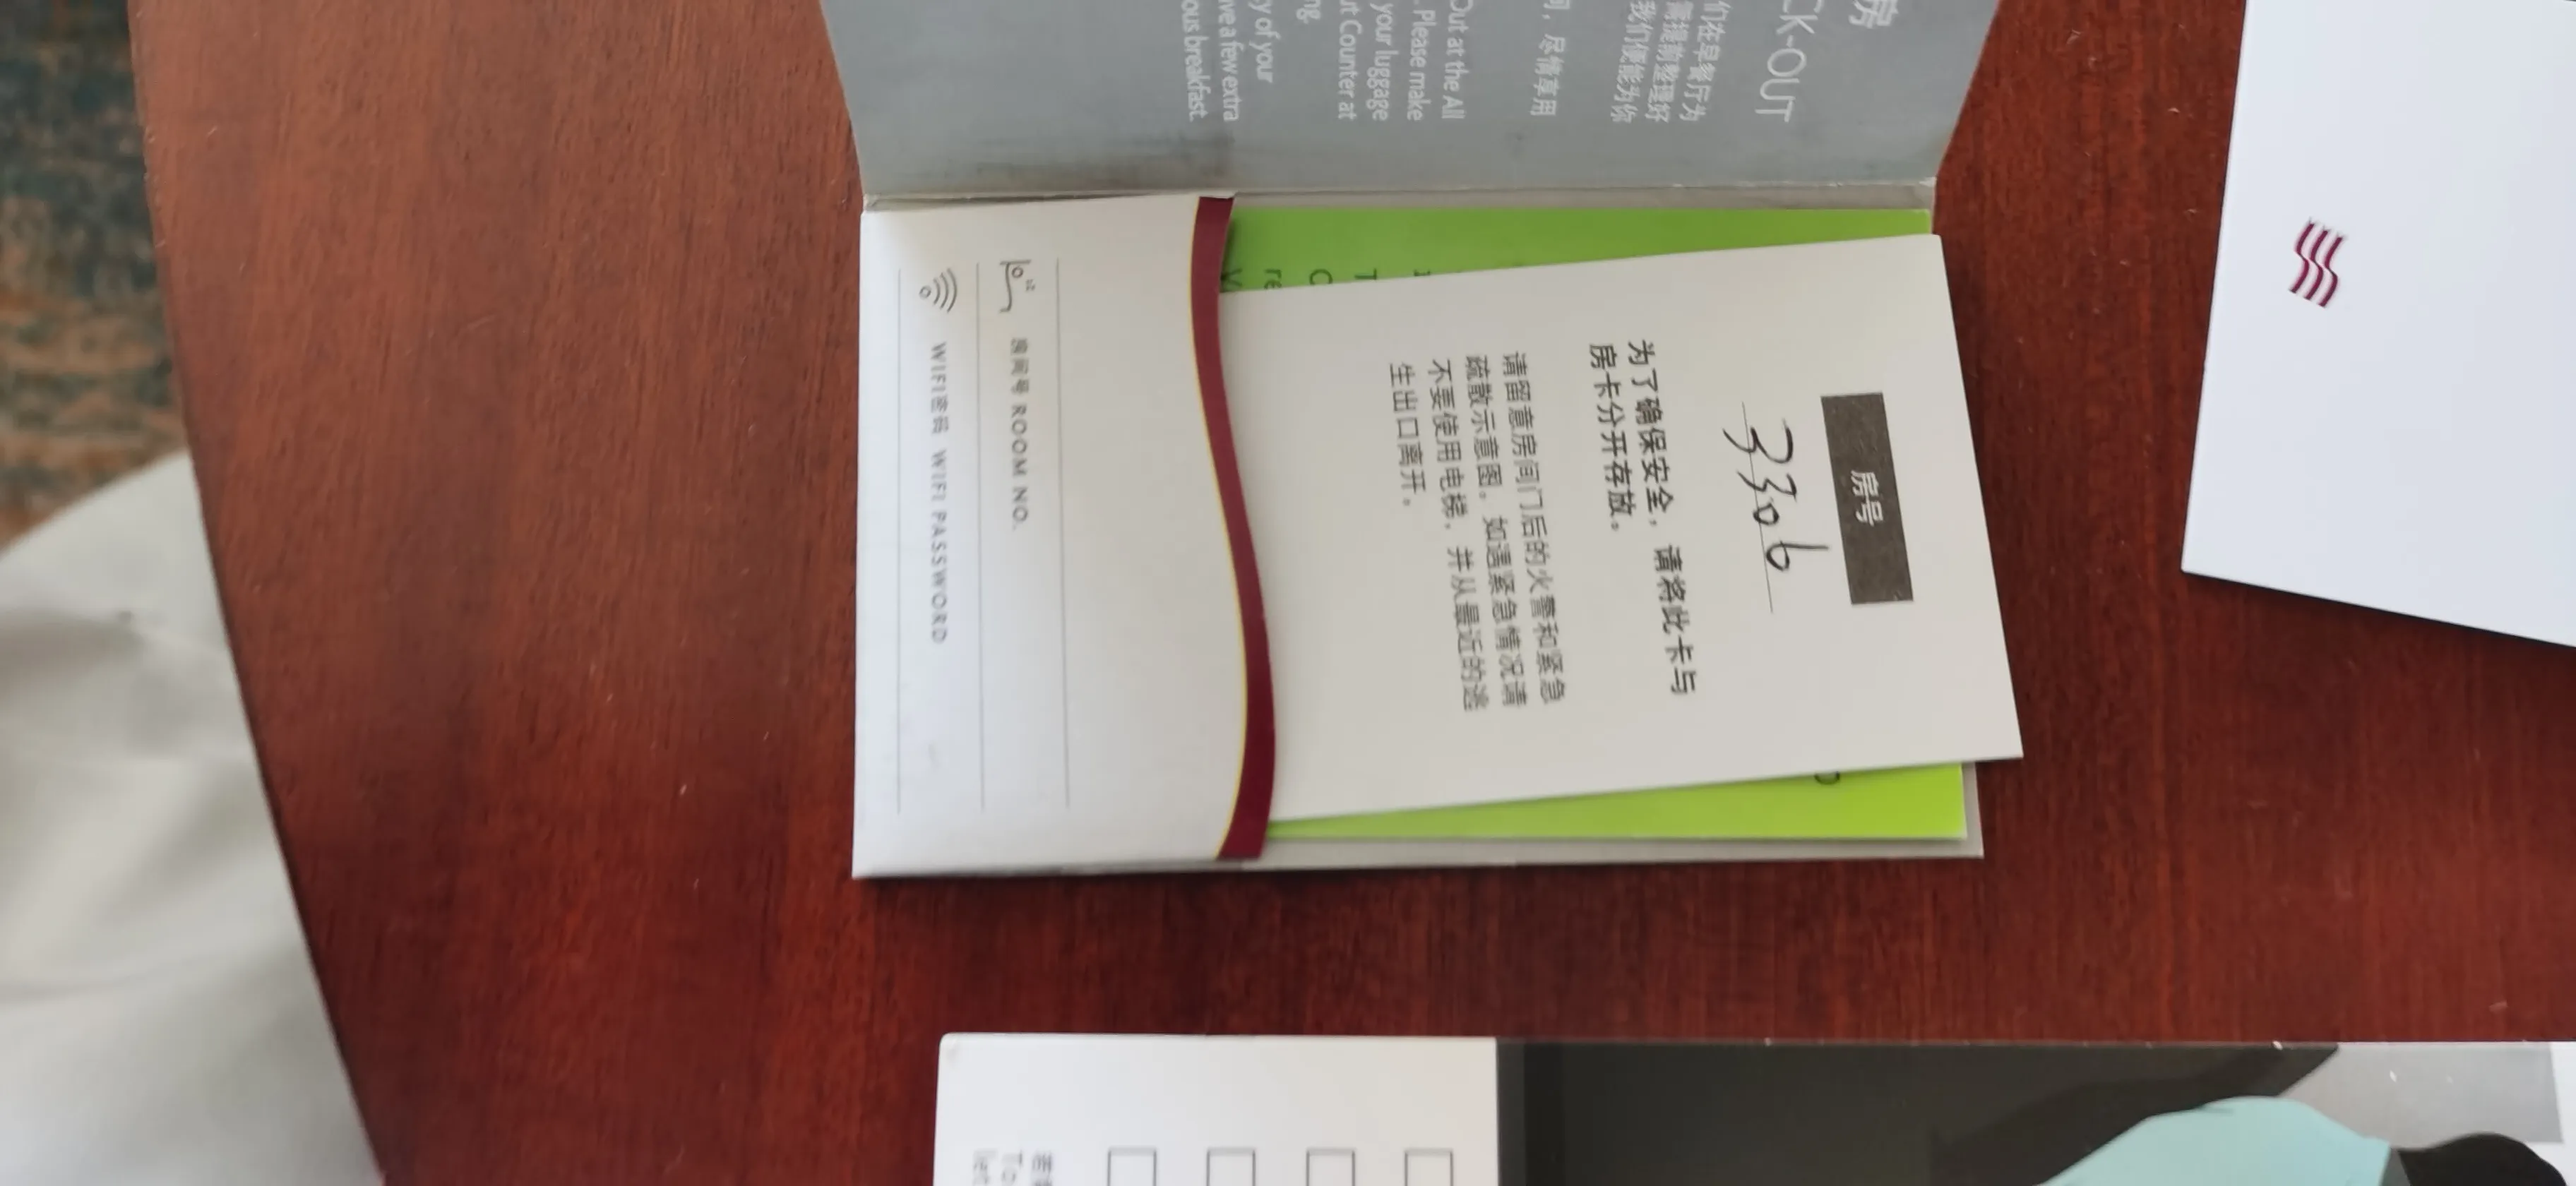 房
CK-OUT
们在早餐厅为
需提前整理好
我们便能为你
，尽情享用
Out at the All
. Please make
your luggage
ut Counter at
ng.
y of your
ve a few extra
ous breakfast.
房号
3306
为了确保安全，请将此卡与
房卡分开存放。
请留意房间门后的火警和紧急
疏散示意图。如遇紧急情况请
不要使用电梯，并从最近的逃
生出口离开。
房间号 ROOM NO.
WIFI密码 WIFI PASSWORD
To
let